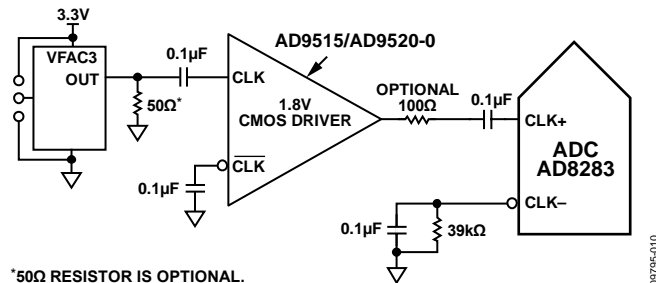 3.3V
VFAC3
OUT
0.1µF
50Ω*
AD9515/AD9520-0
CLK
1.8V
CMOS DRIVER
CLK
0.1µF
OPTIONAL
100Ω
0.1µF
CLK+
ADC
AD8283
CLK–
0.1µF
39kΩ
*50Ω RESISTOR IS OPTIONAL.
09795-010